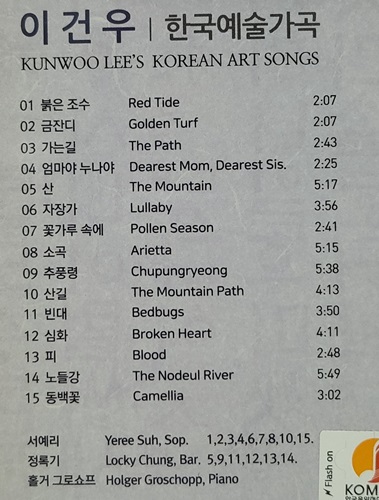 이건우 | 한국예술가곡
KUNWOO LEE'S KOREAN ART SONGS
01 붉은 조수 Red Tide 2:07
02 금잔디 Golden Turf 2:07
03 가는길 The Path 2:43
04 엄마야 누나야 Dearest Mom, Dearest Sis. 2:25
05 산 The Mountain 5:17
06 자장가 Lullaby 3:56
07 꽃가루 속에 Pollen Season 2:41
08 소곡 Arietta 5:15
09 추풍령 Chupungryeong 5:38
10 산길 The Mountain Path 4:13
11 빈대 Bedbugs 3:50
12 심화 Broken Heart 4:11
13 피 Blood 2:48
14 노들강 The Nodeul River 5:49
15 동백꽃 Camellia 3:02
서예리 Yeree Suh, Sop. 1,2,3,4,6,7,8,10,15.
정록기 Locky Chung, Bar. 5,9,11,12,13,14.
홀거 그로쇼프 Holger Groschopp, Piano
Flash on
KOM